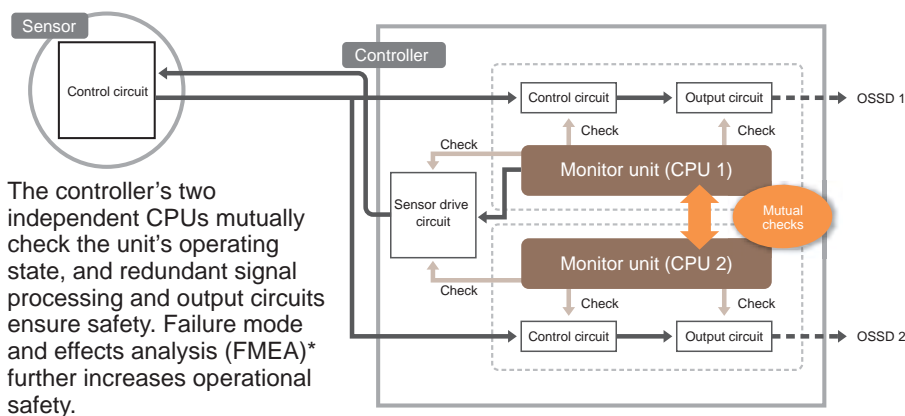 Sensor
Control circuit
Controller
Control circuit
Output circuit
OSSD 1
Check
Check
Check
Monitor unit (CPU 1)
Sensor drive
circuit
Mutual
checks
Monitor unit (CPU 2)
Check
Check
Check
Control circuit
Output circuit
OSSD 2
The controller's two
independent CPUs mutually
check the unit's operating
state, and redundant signal
processing and output circuits
ensure safety. Failure mode
and effects analysis (FMEA)*
further increases operational
safety.